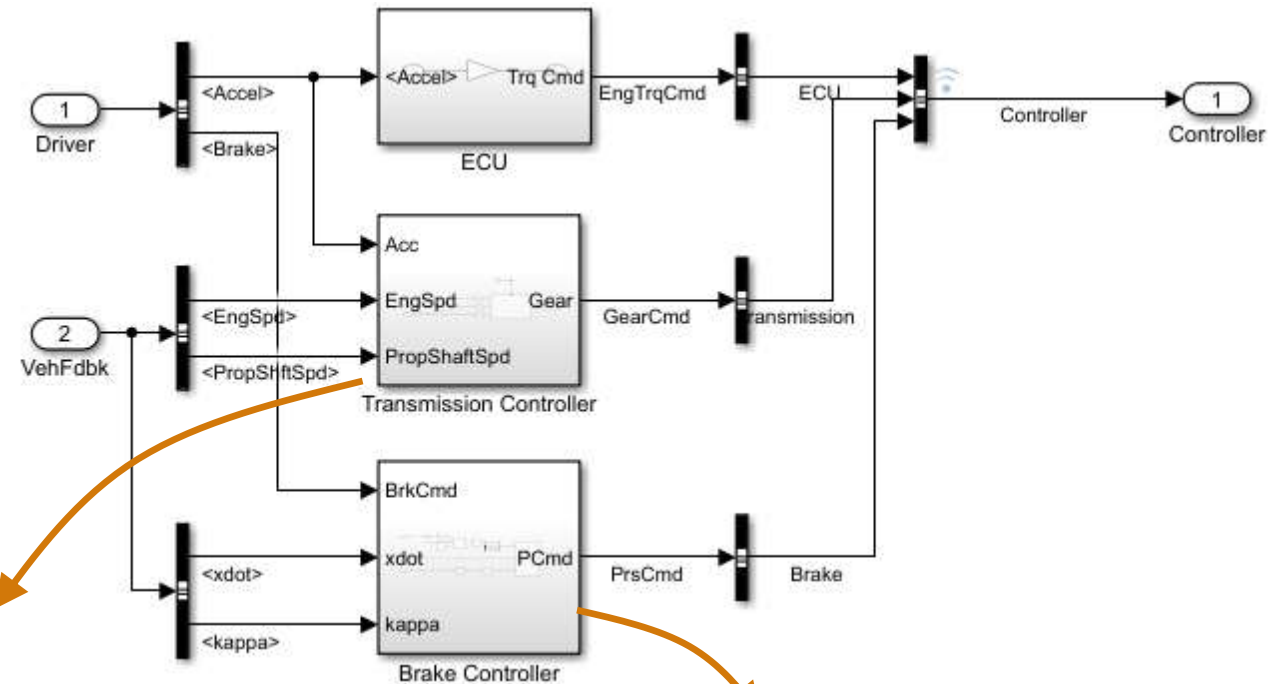 1
Driver
<Accel>
<Brake>
<Accel>
Trq Cmd
ECU
EngTrqCmd
ECU
Controller
1
Controller
2
VehFdbk
<EngSpd>
<PropShftSpd>
Acc
EngSpd
PropShaftSpd
Gear
Transmission Controller
GearCmd
Transmission
<xdot>
<kappa>
BrkCmd
xdot
kappa
PCmd
Brake Controller
PrsCmd
Brake